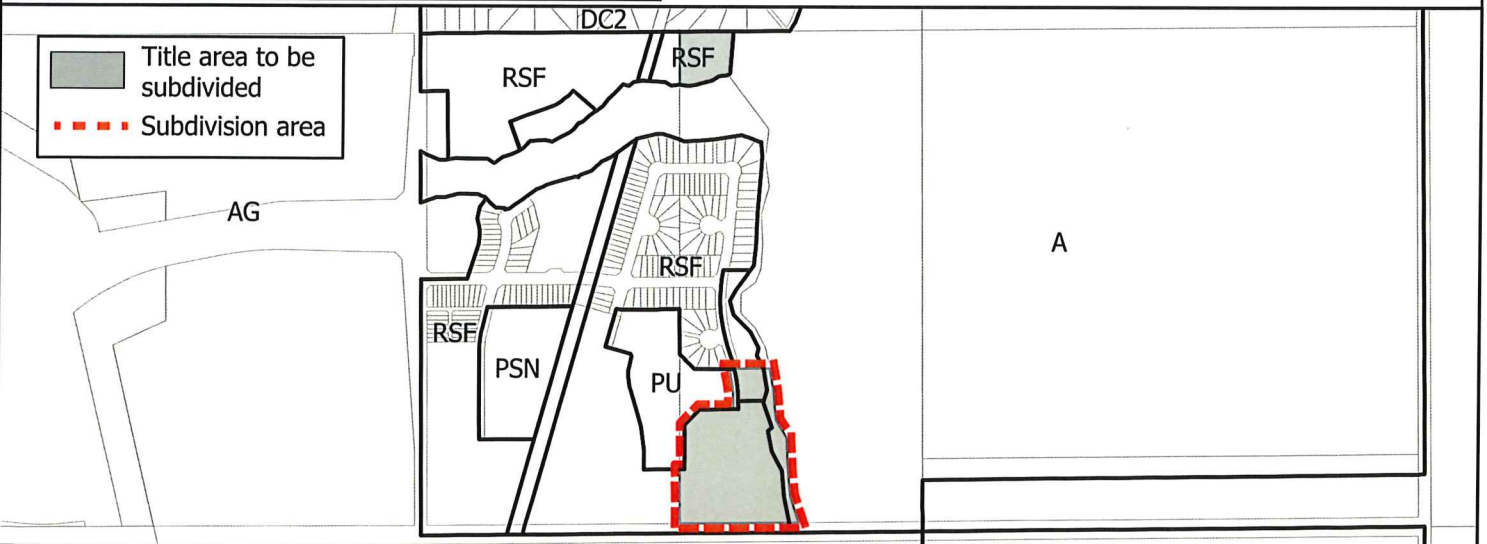 DC2
Title area to be
subdivided
Subdivision area
RSF
RSF
AG
A
RSF
RSF
PSN
PU